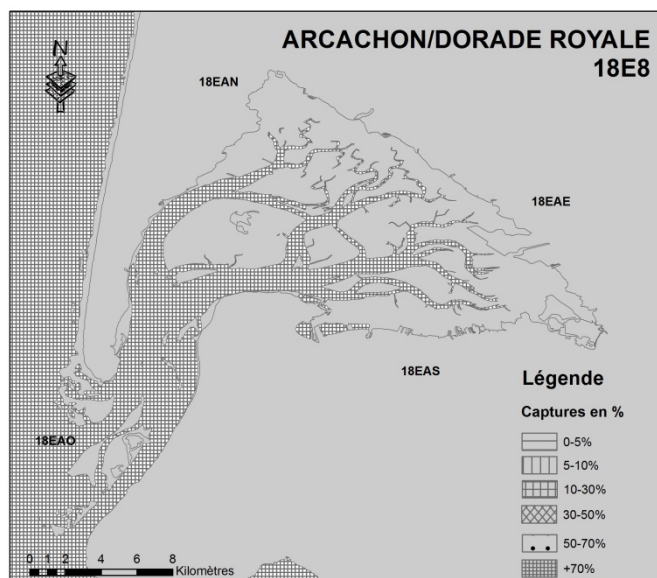 ARCACHON/DORADE ROYALE
18E8
N
18EAN
18EAE
18EAS
18EAO
Légende
Captures en %
0-5%
5-10%
10-30%
30-50%
50-70%
+70%
0 1 2 4 6 8
Kilomètres